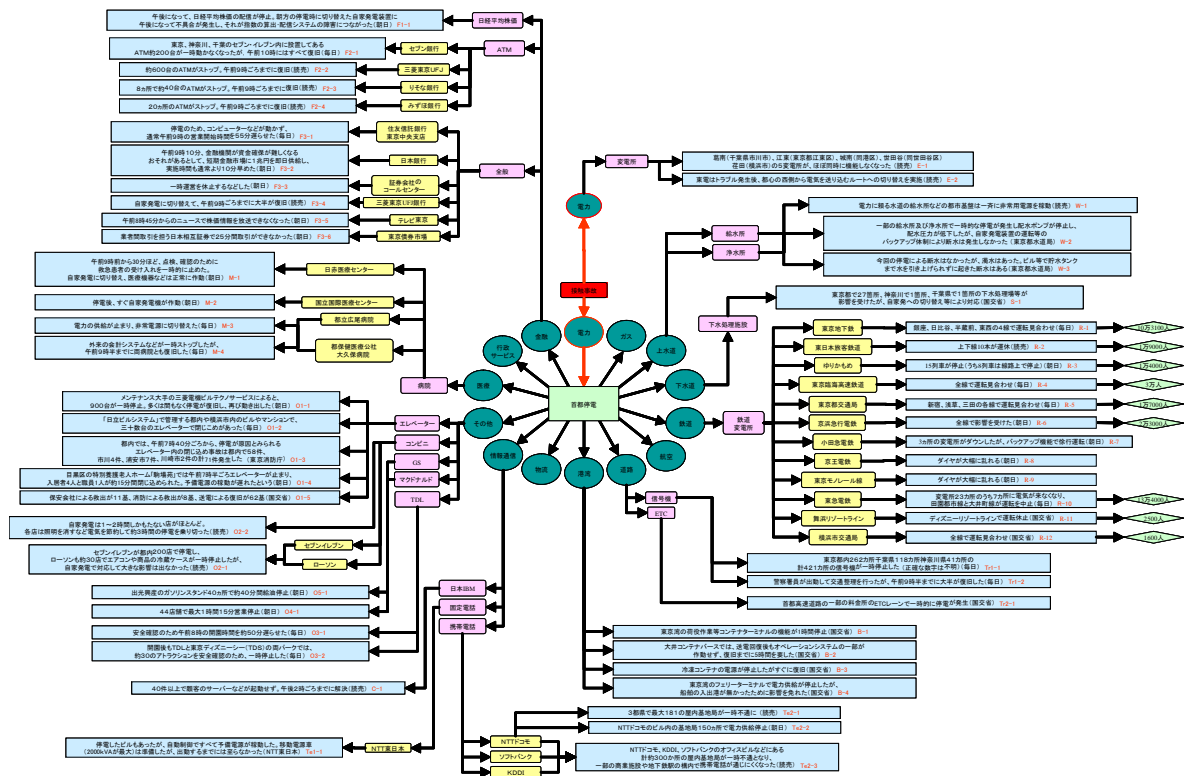 午後になって、日経平均株価の配信が停止。朝方の停電時に切り替えた自家発電装置に
午後になって不具合が発生し、それが指数の算出・配信システムの障害につながった(朝日) F1-1
日経平均株価
東京、神奈川、千葉のセブン‐イレブン内に設置してある
ATM約200台が一時動かなくなったが、午前10時にはすべて復旧(毎日) F2-1
セブン銀行
ATM
約600台のATMがストップ。午前9時ごろまでに復旧(読売) F2-2
三菱東京UFJ
8ヵ所で約40台のATMがストップ。午前9時ごろまでに復旧(読売) F2-3
りそな銀行
20ヵ所のATMがストップ。午前9時ごろまでに復旧(読売) F2-4
みずほ銀行
停電のため、コンピューターなどが動かず、
通常午前9時の営業開始時間を55分遅らせた(毎日) F3-1
住友信託銀行
東京中央支店
午前9時10分、金融機関が資金確保が難しくなる
おそれがあるとして、短期金融市場に1兆円を即日供給し、
実施時間も通常より10分早めた(朝日) F3-2
日本銀行
全般
一時運営を休止するなどした(朝日) F3-3
証券会社の
コールセンター
自家発電に切り替えて、午前9時までに大半が復旧(読売) F3-4
三菱東京UFJ銀行
午前8時45分からのニュースで株価情報を放送できなくなった(朝日) F3-5
テレビ東京
業者間取引を担う日本相互証券で25分間取引ができなかった(朝日) F3-6
東京債券市場
午前9時前から30分ほど、点検、確認のために
救急患者の受け入れを一時的に止めた。
自家発電に切り替え、医療機器などは正常に作動(朝日) M-1
日赤医療センター
停電後、すぐ自家発電機が作動(朝日) M-2
国立国際医療センター
電力の供給が止まり、非常電源に切り替えた(毎日) M-3
都立広尾病院
外来の会計システムなどが一時ストップしたが、
午前9時半までに両病院とも復旧した(毎日) M-4
都保健医療公社
大久保病院
病院
メンテナンス大手の三菱電機ビルテクノサービスによると、
900台が一時停止。多くは間もなく停電が復旧し、再び動き出した(朝日) O1-1
「日立ビルシステム」で管理する都内や横浜市内のビルやマンションで、
三十数台のエレベーターで閉じこめがあった(毎日) O1-2
都内では、午前7時40分ごろから、停電が原因とみられる
エレベーター内の閉じ込め事故は都内で58件、
市川4件、浦安市7件、川崎市2件の計71件発生した(東京消防庁) O1-3
目黒区の特別養護老人ホーム「駒場苑」では午前7時半ごろエレベーターが止まり、
入居者4人と職員1人が約15分間閉じ込められた。予備電源の稼動が遅れたという(朝日) O1-4
保安会社による救出が11基、消防による救出が8基、送電による復旧が62基(国交省) O1-5
エレベーター
コンビニ
GS
マクドナルド
TDL
自家発電は1~2時間しかもたない店がほとんど。
各店は照明を消すなど電気を節約して約3時間の停電を乗り切った(読売) O2-2
セブンイレブンが都内200店で停電し、
ローソンも約30店でエアコンや商品の冷蔵ケースが一時停止したが、
自家発電で対応して大きな影響は出なかった(読売) O2-1
セブンイレブン
ローソン
出光興産のガソリンスタンド40ヵ所で約40分間給油停止(朝日) O5-1
44店舗で最大1時間15分営業停止(朝日) O4-1
安全確認のため午前8時の開園時間を約50分遅らせた(毎日) O3-1
開園後もTDLと東京ディズニーシー(TDS)の両パークでは、
約30のアトラクションを安全確認のため、一時停止した(毎日) O3-2
日本IBM
固定電話
携帯電話
40件以上で顧客のサーバーなどが起動せず。午後2時ごろまでに解決(読売) C-1
停電したビルもあったが、自動制御ですべて予備電源が稼動した。移動電源車
(2000kVAが最大)は準備したが、出動するまでには至らなかった(NTT東日本) Te1-1
NTT東日本
NTTドコモ
ソフトバンク
KDDI
3都県で最大181の屋内基地局が一時不通に (読売) Te2-1
NTTドコモのビル内の基地局150ヵ所で電力供給停止(朝日) Te2-2
NTTドコモ、KDDI、ソフトバンクのオフィスビルなどにある
計約300か所の屋内基地局が一時不通となり、
一部の商業施設や地下鉄駅の構内で携帯電話が通じにくくなった(読売) Te2-3
電力
接触事故
電力
首都停電
行政
サービス
金融
ガス
上水道
医療
下水道
その他
鉄道
情報通信
航空
物流
港湾
道路
変電所
葛南(千葉県市川市)、江東(東京都江東区)、城南(同港区)、世田谷(同世田谷区)
荏田(横浜市)の5変電所が、ほぼ同時に機能しなくなった(読売) E-1
東電はトラブル発生後、都心の西側から電気を送り込むルートへの切り替えを実施(読売) E-2
給水所
浄水所
電力に頼る水道の給水所などの都市基盤は一斉に非常用電源を稼動(読売) W-1
一部の給水所及び浄水所で一時的な停電が発生し配水ポンプが停止し、
配水圧力が低下したが、自家発電装置の運転等の
バックアップ体制により断水は発生しなかった (東京都水道局) W-2
今回の停電による断水はなかったが、濁水はあった。ビル等で貯水タンク
まで水を引き上げられずに起きた断水はある(東京都水道局) W-3
下水処理施設
東京都で27箇所、神奈川で1箇所、千葉県で1箇所の下水処理場等が
影響を受けたが、自家発への切り替え等により対応(国交省) S-1
鉄道
変電所
東京地下鉄
銀座、日比谷、半蔵前、東西の4線で運転見合わせ(毎日) R-1
東日本旅客鉄道
上下線10本が運休(読売) R-2
1万9000人
ゆりかもめ
15列車が停止(うち8列車は線路上で停止)(朝日) R-3
1万4000人
東京臨海高速鉄道
全線で運転見合わせ(毎日) R-4
東京都交通局
新宿、浅草、三田の各線で運転見合わせ(毎日) R-5
京浜急行電鉄
全線で影響を受けた(朝日) R-6
2万3000人
小田急電鉄
3ヵ所の変電所がダウンしたが、バックアップ機能で徐行運転(朝日) R-7
京王電鉄
ダイヤが大幅に乱れる(朝日) R-8
東京モノレール線
ダイヤが大幅に乱れる(朝日) R-9
東急電鉄
変電所23カ所のうち7カ所に電気が来なくなり、
田園都市線と大井町線が運転を中止(毎日) R-10
舞浜リゾートライン
ディズニーリゾートラインで運転休止(国交省) R-11
2500人
横浜市交通局
全線で運転見合わせ(国交省) R-12
1600人
信号機
ETC
東京都内262カ所千葉県118カ所神奈川県41カ所の
計421カ所の信号機が一時停止した (正確な数字は不明)(毎日) Tr1-1
警察署員が出動して交通整理を行ったが、午前9時半までに大半が復旧した(毎日) Tr1-2
首都高速道路の一部の料金所のETCレーンで一時的に停電が発生(国交省) Tr2-1
東京湾の荷役作業等コンテナターミナルの機能が1時間停止(国交省) B-1
大井コンテナバースでは、送電回復後もオペレーションシステムの一部が
作動せず、復旧までに5時間を要した(国交省) B-2
冷凍コンテナの電源が停止したがすぐに復旧(国交省) B-3
東京湾のフェリーターミナルで電力供給が停止したが、
船舶の入出港が無かったために影響を免れた(国交省) B-4